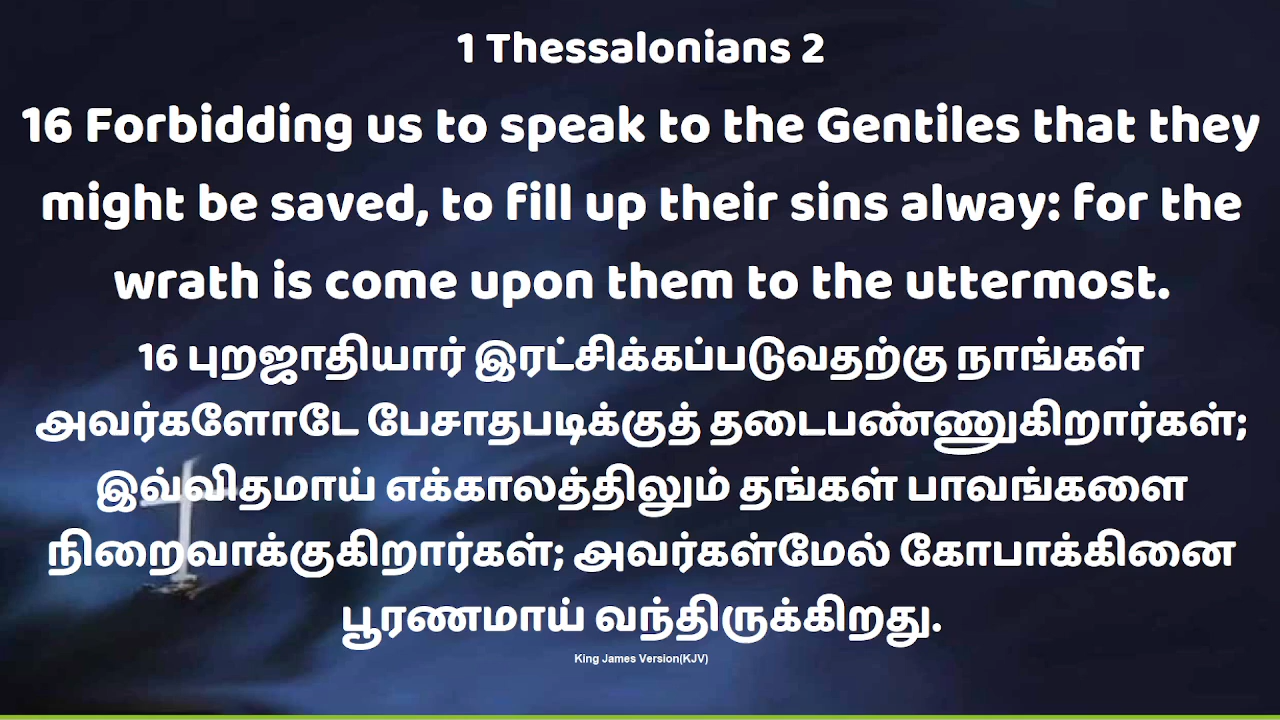 1 Thessalonians 2
16 Forbidding us to speak to the Gentiles that they
might be saved, to fill up their sins alway: for the
wrath is come upon them to the uttermost.
16 புறஜாதியார் இரட்சிக்கப்படுவதற்கு நாங்கள்
அவர்களோடே பேசாதபடிக்குத் தடைபண்ணுகிறார்கள்;
இவ்விதமாய் எக்காலத்திலும் தங்கள் பாவங்களை
நிறைவாக்குகிறார்கள்; அவர்கள்மேல் கோபாக்கினை
பூரணமாய் வந்திருக்கிறது.
King James Version(KJV)